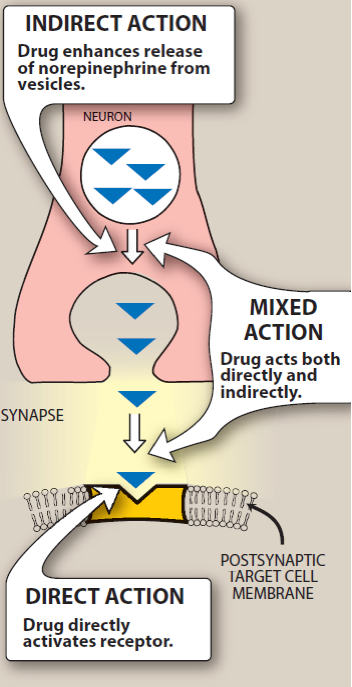 INDIRECT ACTION
Drug enhances release
of norepinephrine from
vesicles.
NEURON
MIXED
ACTION
Drug acts both
directly and
indirectly.
SYNAPSE
POSTSYNAPTIC
TARGET CELL
MEMBRANE
DIRECT ACTION
Drug directly
activates receptor.